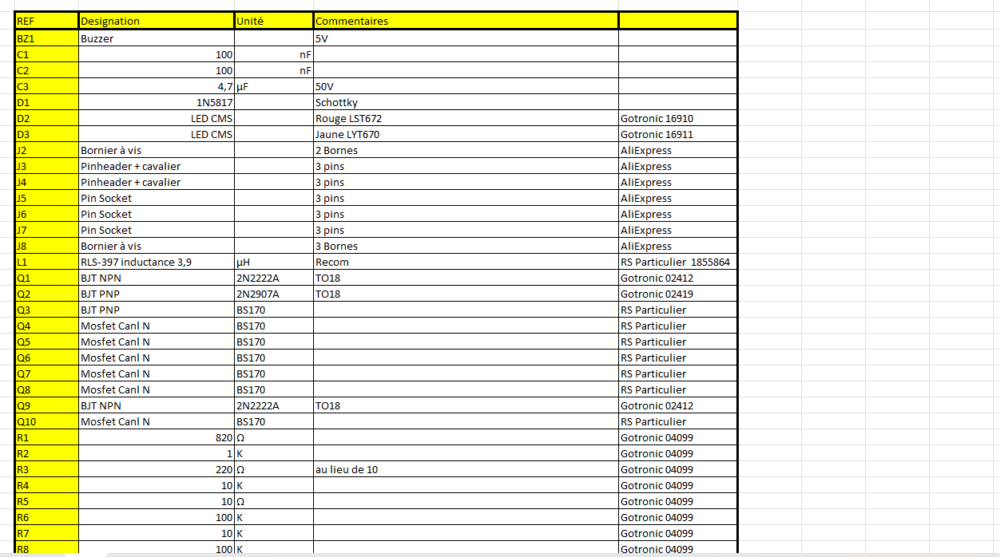 REF Designation Unité Commentaires
BZ1 Buzzer 5V
C1 100 nF
C2 100 nF
C3 4,7 µF 50V
D1 1N5817 Schottky
D2 LED CMS Rouge LST672 Gotronic 16910
D3 LED CMS Jaune LYT670 Gotronic 16911
J2 Bornier à vis 2 Bornes AliExpress
J3 Pinheader + cavalier 3 pins AliExpress
J4 Pinheader + cavalier 3 pins AliExpress
J5 Pin Socket 3 pins AliExpress
J6 Pin Socket 3 pins AliExpress
J7 Pin Socket 3 pins AliExpress
J8 Bornier à vis 3 Bornes AliExpress
L1 RLS-397 inductance 3,9 µH Recom RS Particulier 1855864
Q1 BJT NPN 2N2222A TO18 Gotronic 02412
Q2 BJT PNP 2N2907A TO18 Gotronic 02419
Q3 BJT PNP BS170 RS Particulier
Q4 Mosfet Canl N BS170 RS Particulier
Q5 Mosfet Canl N BS170 RS Particulier
Q6 Mosfet Canl N BS170 RS Particulier
Q7 Mosfet Canl N BS170 RS Particulier
Q8 Mosfet Canl N BS170 RS Particulier
Q9 BJT NPN 2N2222A TO18 Gotronic 02412
Q10 Mosfet Canl N BS170 RS Particulier
R1 820 Ω Gotronic 04099
R2 1 K Gotronic 04099
R3 220 Ω au lieu de 10 Gotronic 04099
R4 10 K Gotronic 04099
R5 10 Ω Gotronic 04099
R6 100 K Gotronic 04099
R7 10 K Gotronic 04099
R8 100 K Gotronic 04099